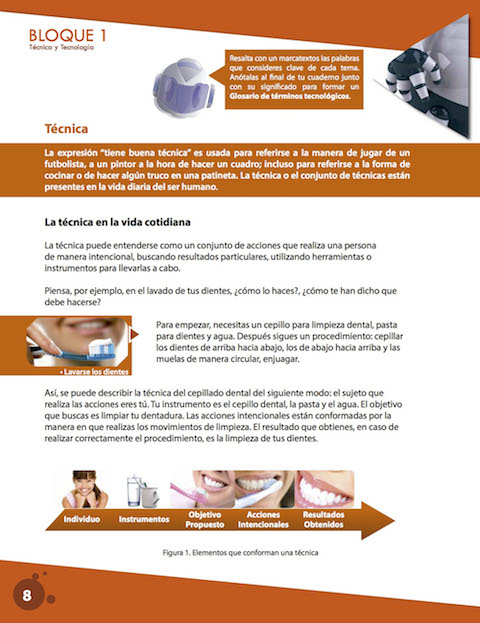 BLOQUE 1
Técnica y Tecnología
Resalta con un marcatextos las palabras
que consideres clave de cada tema.
Anótalas al final de tu cuaderno junto
con su significado para formar un
Glosario de términos tecnológicos.
Técnica
La expresión "tiene buena técnica" es usada para referirse a la manera de jugar de un
futbolista, a un pintor a la hora de hacer un cuadro; incluso para referirse a la forma de
cocinar o de hacer algún truco en una patineta. La técnica o el conjunto de técnicas están
presentes en la vida diaria del ser humano.
La técnica en la vida cotidiana
La técnica puede entenderse como un conjunto de acciones que realiza una persona
de manera intencional, buscando resultados particulares, utilizando herramientas o
instrumentos para llevarlas a cabo.
Piensa, por ejemplo, en el lavado de tus dientes, ¿cómo lo haces?, ¿cómo te han dicho que
debe hacerse?
Para empezar, necesitas un cepillo para limpieza dental, pasta
para dientes y agua. Después sigues un procedimiento: cepillar
los dientes de arriba hacia abajo, los de abajo hacia arriba y las
muelas de manera circular, enjuagar.
• Lavarse los dientes
Así, se puede describir la técnica del cepillado dental del siguiente modo: el sujeto que
realiza las acciones eres tú. Tu instrumento es el cepillo dental, la pasta y el agua. El objetivo
que buscas es limpiar tu dentadura. Las acciones intencionales están conformadas por la
manera en que realizas los movimientos de limpieza. El resultado que obtienes, en caso de
realizar correctamente el procedimiento, es la limpieza de tus dientes.
Individuo
Instrumentos
Objetivo
Propuesto
Acciones
Intencionales
Resultados
Obtenidos
Figura 1. Elementos que conforman una técnica
8